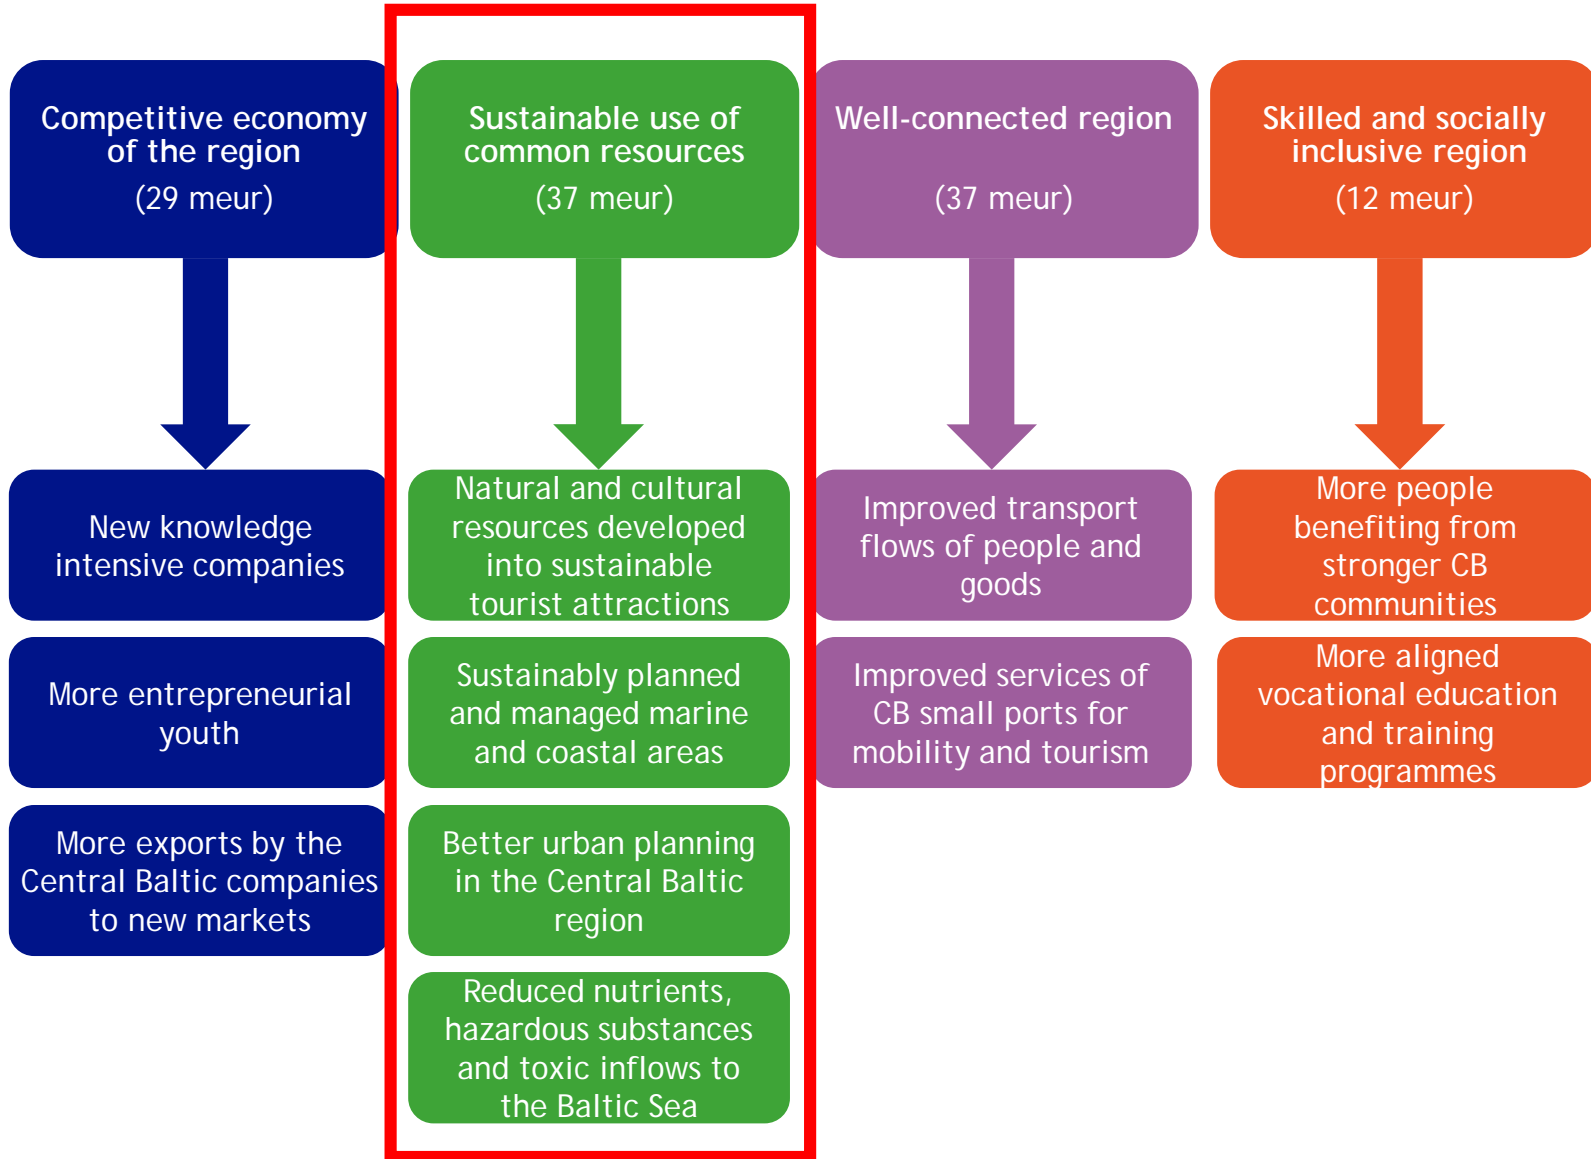 Competitive economy
of the region
(29 meur)
Sustainable use of
common resources
(37 meur)
Well-connected region
(37 meur)
Skilled and socially
inclusive region
(12 meur)
New knowledge
intensive companies
More entrepreneurial
youth
More exports by the
Central Baltic companies
to new markets
Natural and cultural
resources developed
into sustainable
tourist attractions
Sustainably planned
and managed marine
and coastal areas
Better urban planning
in the Central Baltic
region
Reduced nutrients,
hazardous substances
and toxic inflows to
the Baltic Sea
Improved transport
flows of people and
goods
Improved services of
CB small ports for
mobility and tourism
More people
benefiting from
stronger CB
communities
More aligned
vocational education
and training
programmes